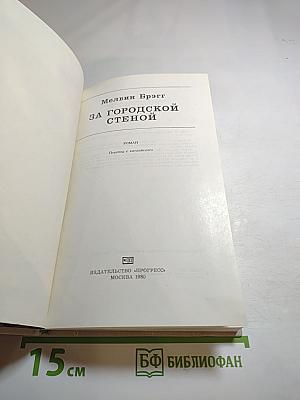 Мелвин Брэгг
ЗА ГОРОДСКОЙ
СТЕНОЙ
РОМАН
Перевод с английского
ИЗДАТЕЛЬСТВО «ПРОГРЕСС»
МОСКВА 1980
15 см
БФ БИБЛИОФАН